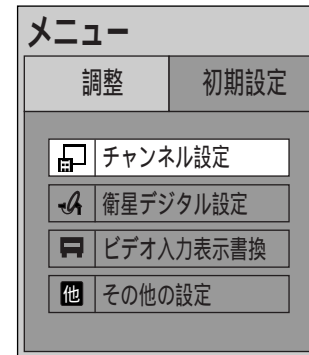 メニュー
調整 初期設定
チャンネル設定
衛星デジタル設定
ビデオ入力表示書換
他 その他の設定